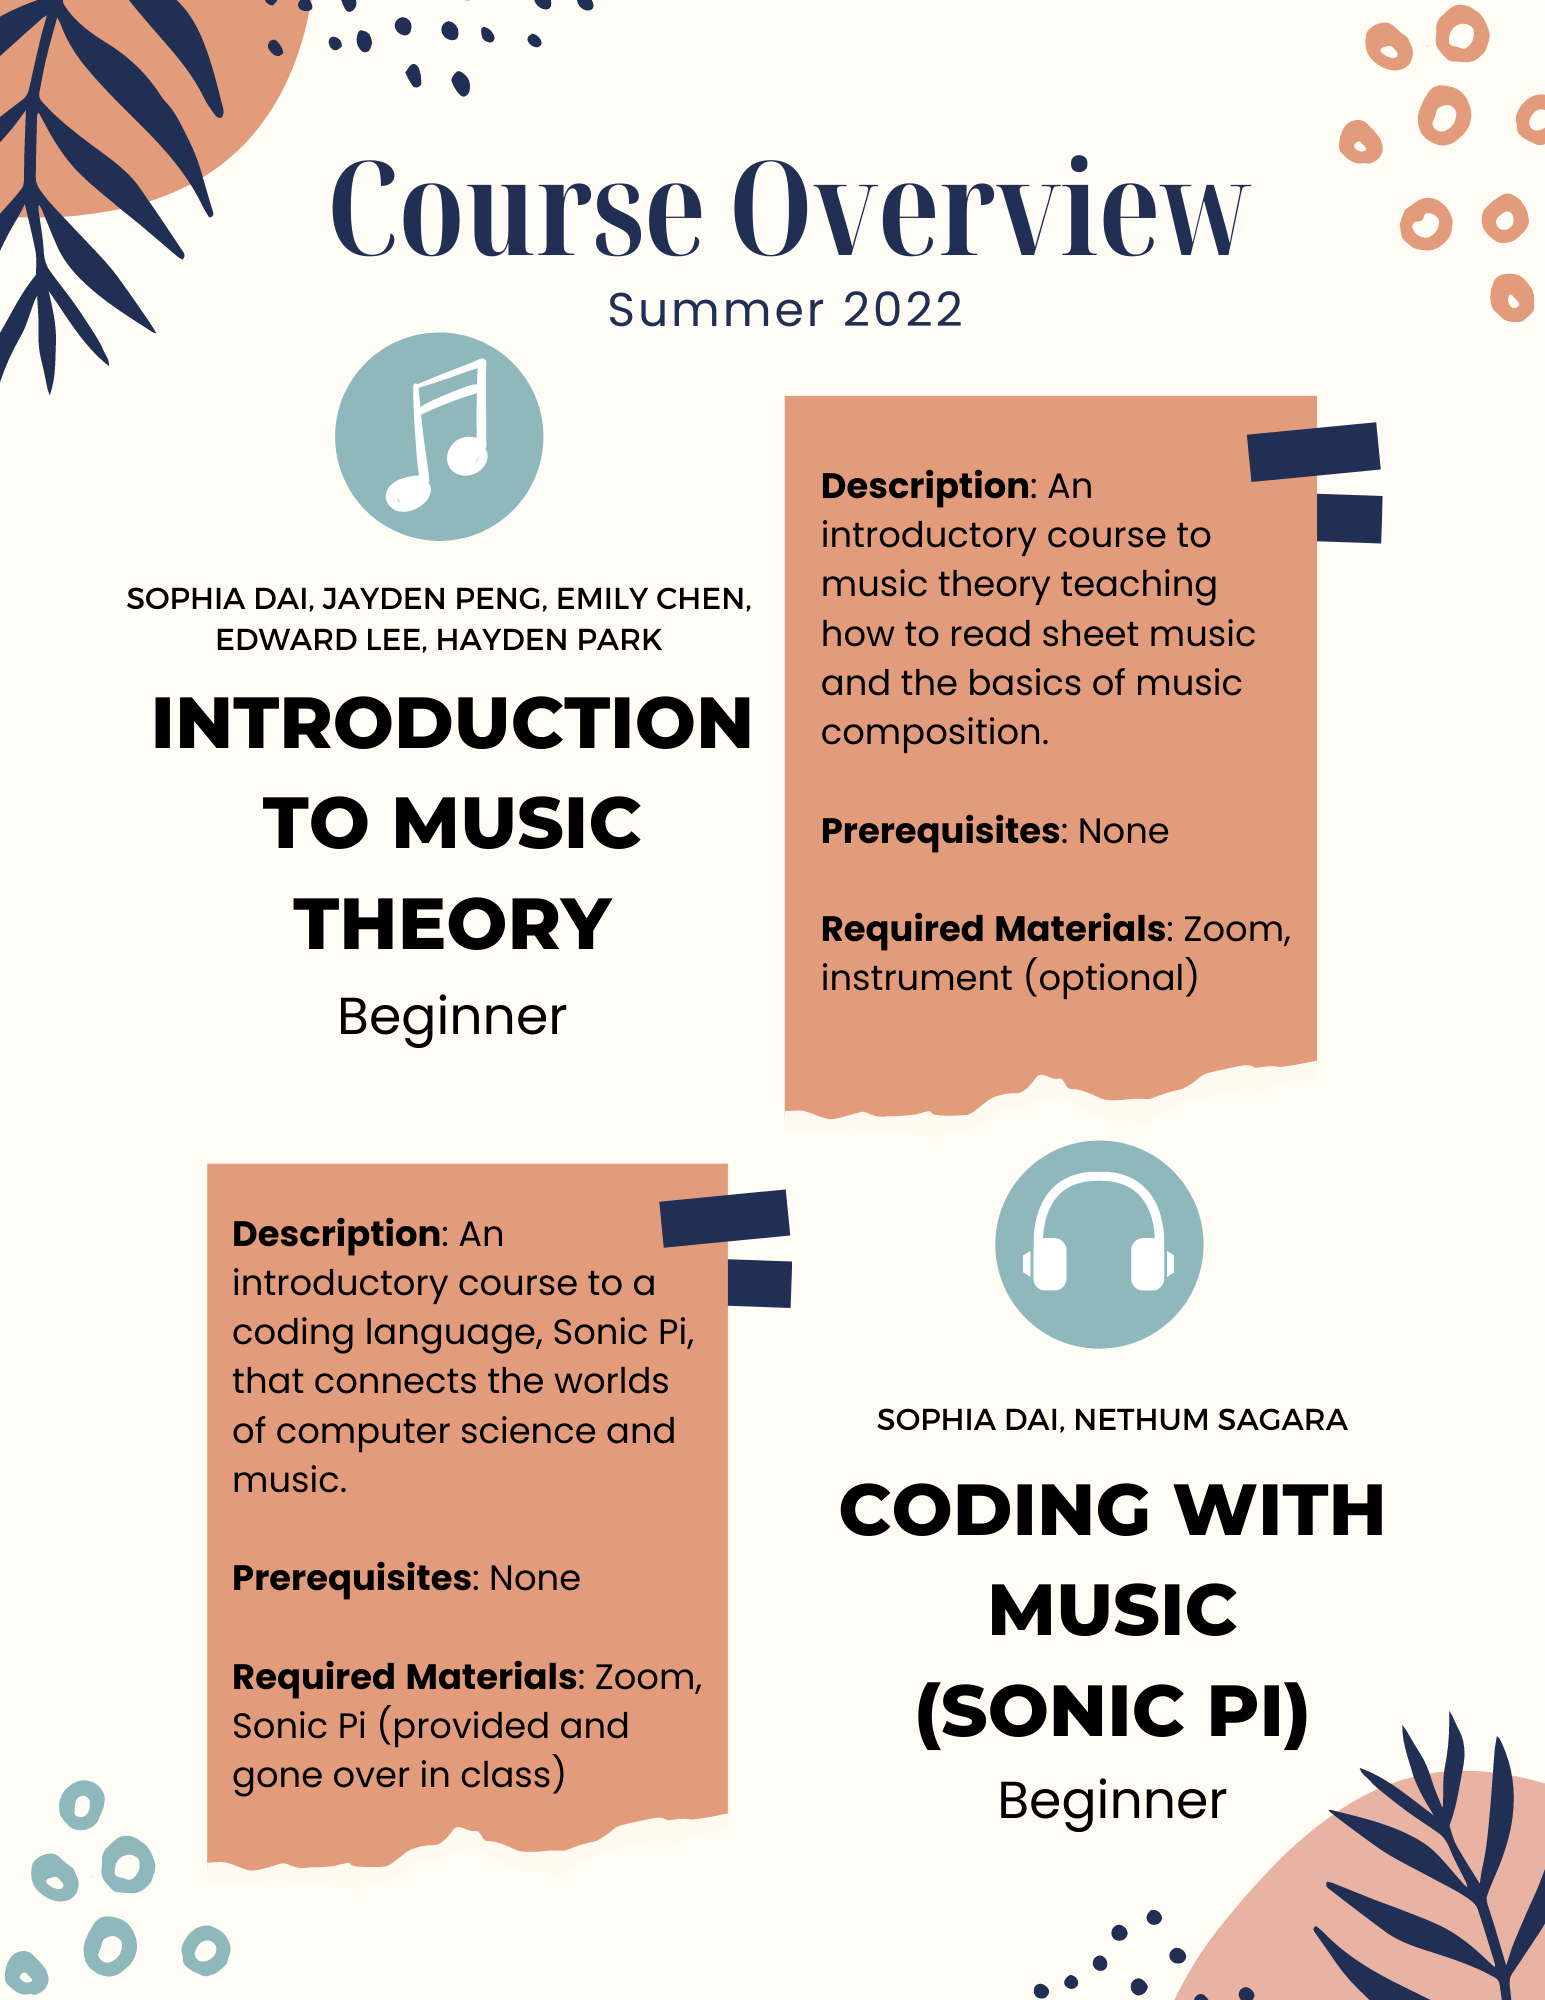 Course Overview
Summer 2022
SOPHIA DAI, JAYDEN PENG, EMILY CHEN,
EDWARD LEE, HAYDEN PARK
INTRODUCTION
TO MUSIC
THEORY
Beginner
Description: An
introductory course to
music theory teaching
how to read sheet music
and the basics of music
composition.
Prerequisites: None
Required Materials: Zoom,
instrument (optional)
Description: An
introductory course to a
coding language, Sonic Pi,
that connects the worlds
of computer science and
music.
Prerequisites: None
Required Materials: Zoom,
Sonic Pi (provided and
gone over in class)
SOPHIA DAI, NETHUM SAGARA
CODING WITH
MUSIC
(SONIC PI)
Beginner